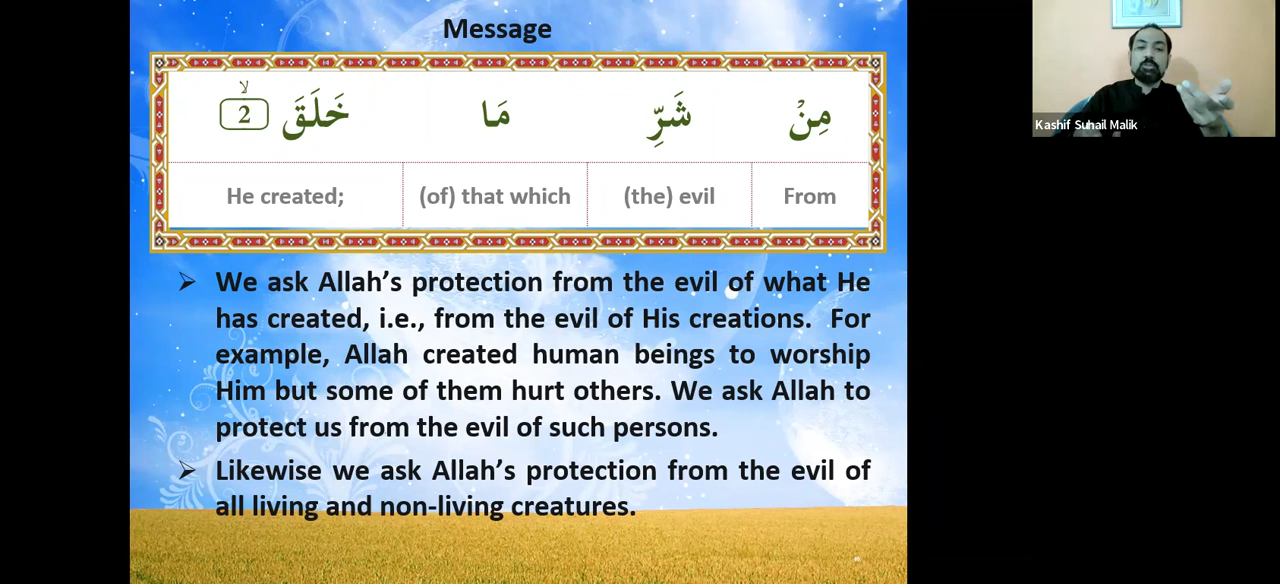 Message
مِنْ شَرِّ مَا خَلَقَ ۙ 2
He created; (of) that which (the) evil From
➢ We ask Allah’s protection from the evil of what He
has created, i.e., from the evil of His creations. For
example, Allah created human beings to worship
Him but some of them hurt others. We ask Allah to
protect us from the evil of such persons.
➢ Likewise we ask Allah’s protection from the evil of
all living and non-living creatures.
Kashif Suhail Malik